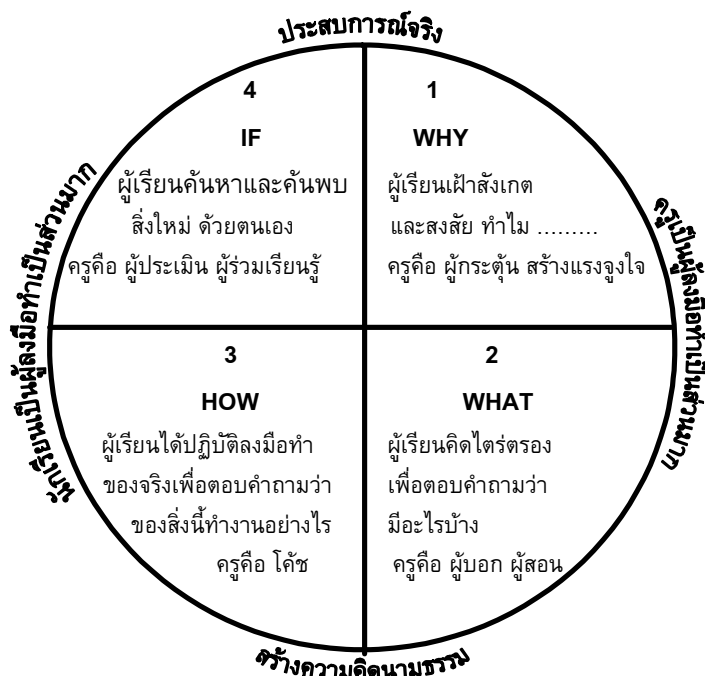 ประสบการณ์จริง
4
IF
ผู้เรียนค้นหาและค้นพบ
สิ่งใหม่ ด้วยตนเอง
ครูคือ ผู้ประเมิน ผู้ร่วมเรียนรู้
1
WHY
ผู้เรียนเฝ้าสังเกต
และสงสัย ทำไม .........
ครูคือ ผู้กระตุ้น สร้างแรงจูงใจ
นักเรียนเป็นผู้ลงมือทำเป็นส่วนมาก
ครูเป็นผู้ลงมือทำเป็นส่วนมาก
3
HOW
ผู้เรียนได้ปฏิบัติลงมือทำ
ของจริงเพื่อตอบคำถามว่า
ของสิ่งนี้ทำงานอย่างไร
ครูคือ โค้ช
2
WHAT
ผู้เรียนคิดไตร่ตรอง
เพื่อตอบคำถามว่า
มีอะไรบ้าง
ครูคือ ผู้บอก ผู้สอน
สร้างความคิดนามธรรม